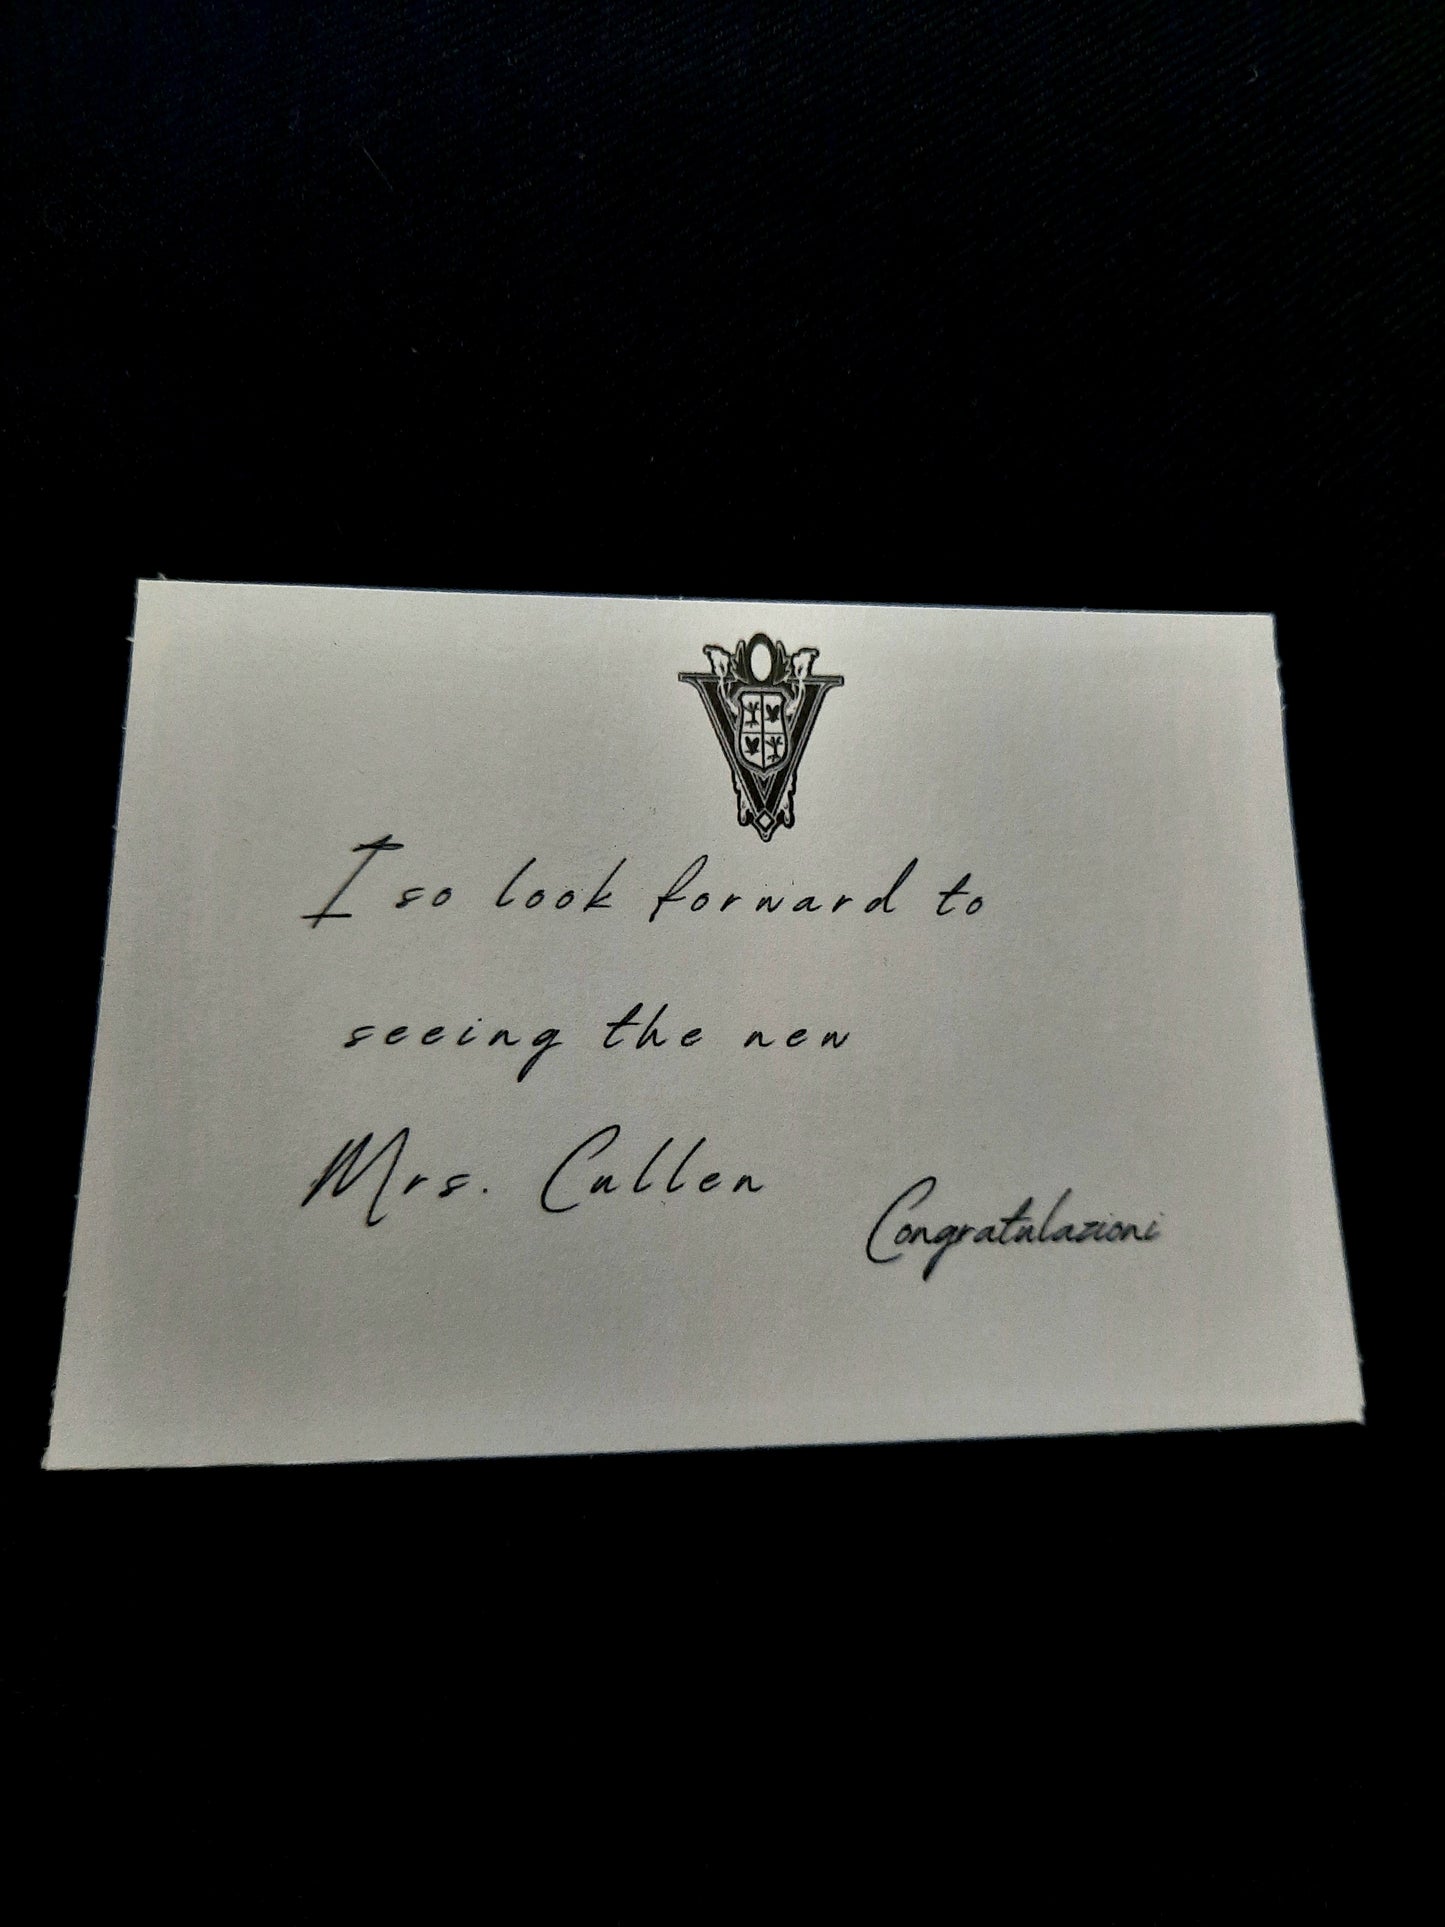 I so look forward to
seeing the new
Mrs. Cullen
Congratulazioni